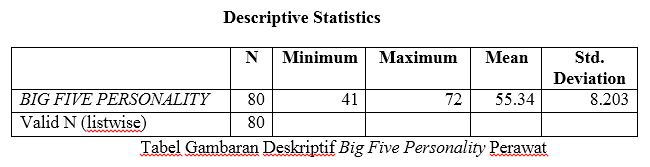 Descriptive Statistics
N Minimum Maximum Mean Std. Deviation
BIG FIVE PERSONALITY 80 41 72 55.34 8.203
Valid N (listwise) 80
Tabel Gambaran Deskriptif Big Five Personality Perawat